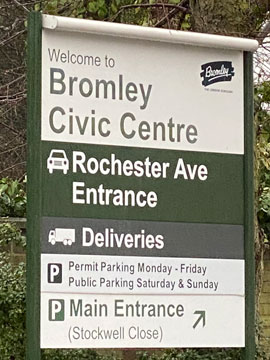 Welcome to
Bromley
Civic Centre
Bromley
Rochester Ave
Entrance
Deliveries
P
Permit Parking Monday - Friday
Public Parking Saturday & Sunday
P
Main Entrance
(Stockwell Close)